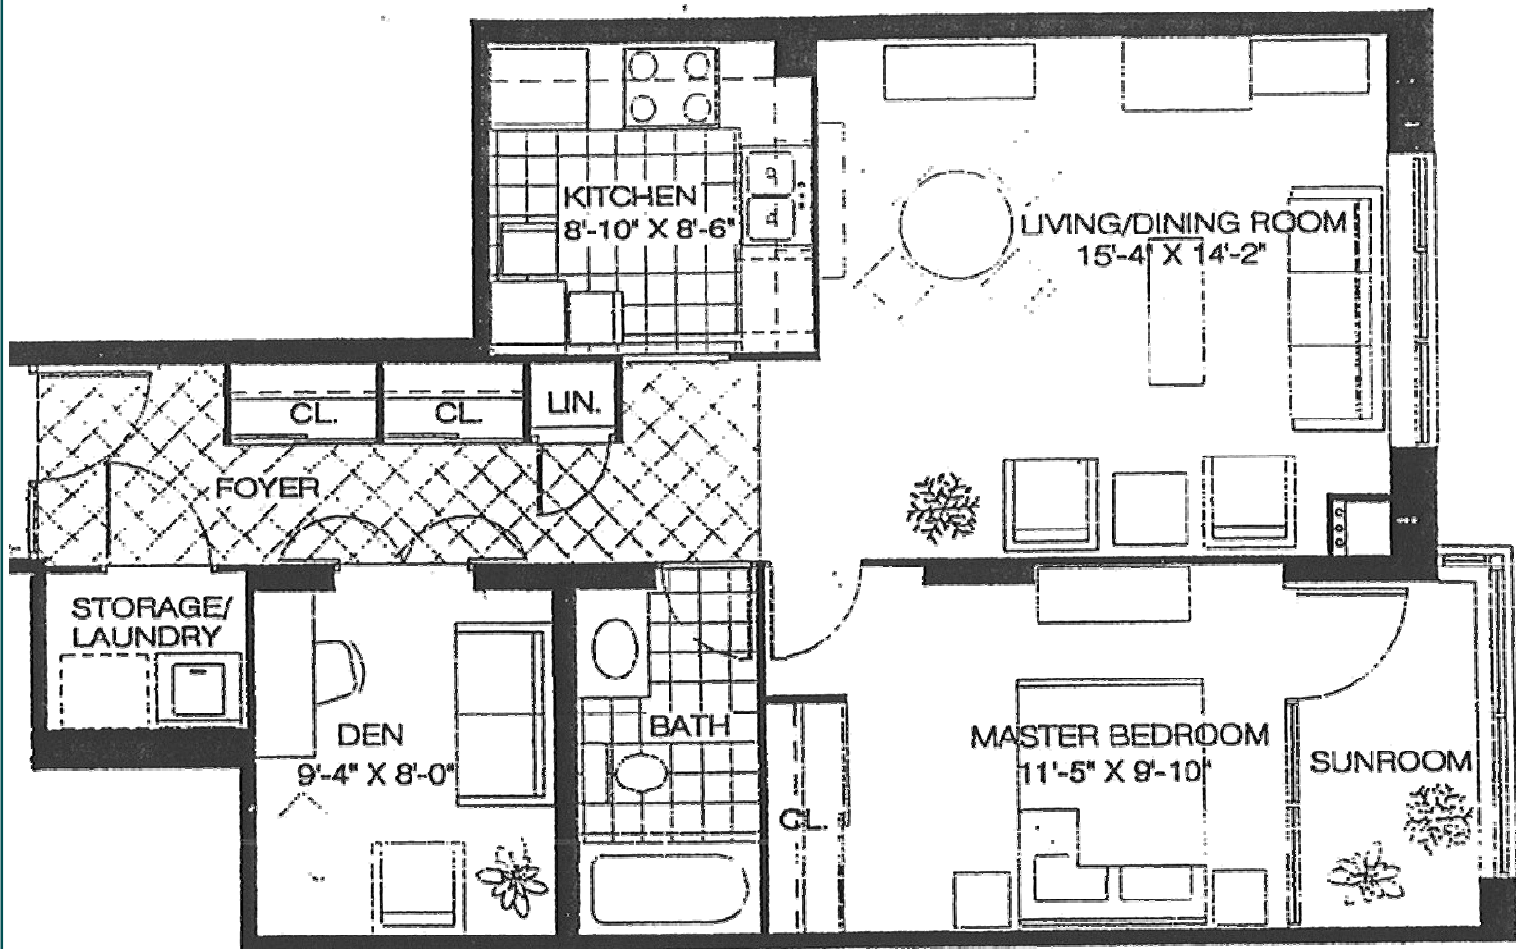 KITCHEN
8'-10" X 8'-6"
LIVING/DINING ROOM
15'-4" X 14'-2"
CL.
CL.
LIN.
FOYER
STORAGE/
LAUNDRY
DEN
9'-4" X 8'-0"
BATH
CL.
MASTER BEDROOM
11'-5" X 9'-10"
SUNROOM